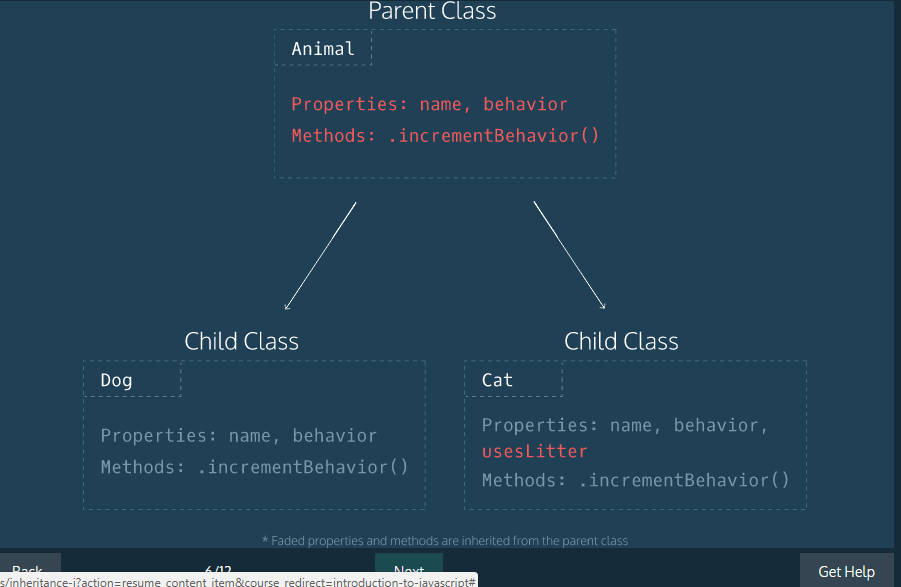 Parent Class
Animal
Properties: name, behavior
Methods: .incrementBehavior()
Child Class
Dog
Properties: name, behavior
Methods: .incrementBehavior()
Child Class
Cat
Properties: name, behavior,
usesLitter
Methods: .incrementBehavior()
* Faded properties and methods are inherited from the parent class
Back
6/12
Next
Get Help
s/inheritance-i?action=resume_content_item&course_redirect=introduction-to-javascript#